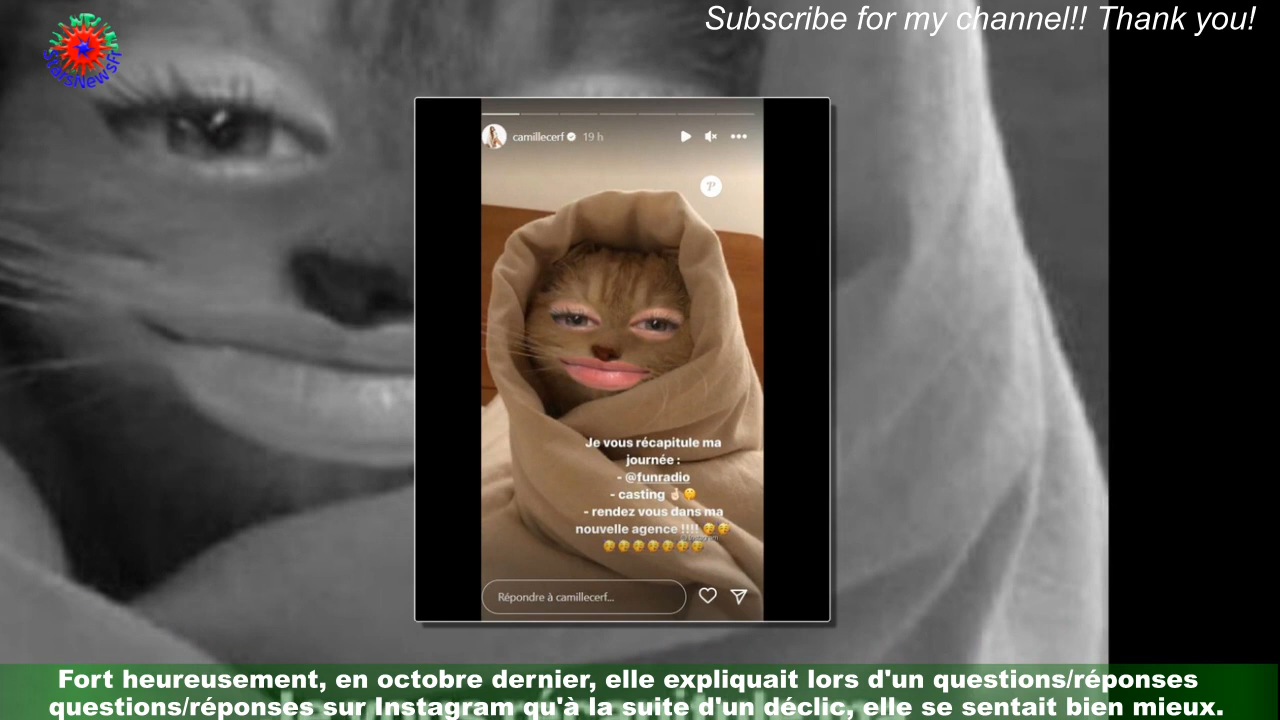 Subscribe for my channel!! Thank you!
StarsNewsFr
camillecerf 19 h
P
Je vous récapitule ma
journée :
- @funradio
- casting 🤞🏻🤫
- rendez vous dans ma
nouvelle agence !!!! 🥳🥳
🥳🥳🥳🥳🥳🥳🥳
Répondre à camillecerf...
Fort heureusement, en octobre dernier, elle expliquait lors d'un questions/réponses
questions/réponses sur Instagram qu'à la suite d'un déclic, elle se sentait bien mieux.